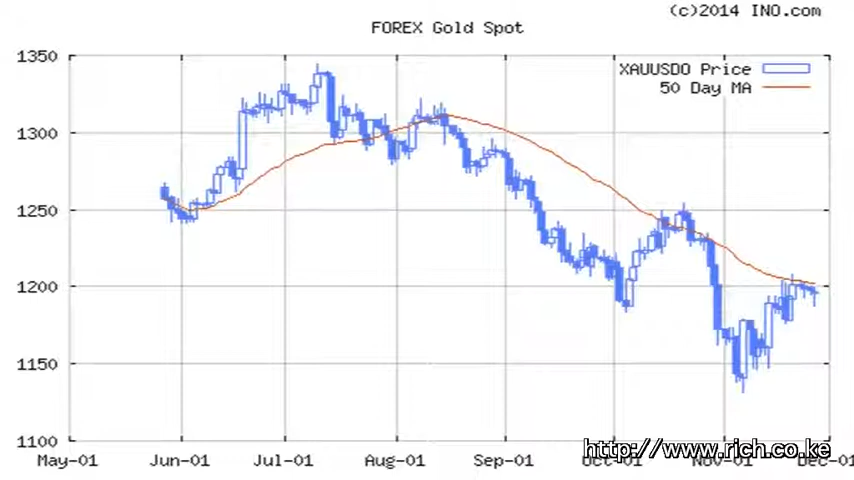 (c)2014 INO.com
FOREX Gold Spot
1350
XAUUSDO Price
50 Day MA
1300
1250
1200
1150
1100
http://www.rich.co.ke
May-01 Jun-01 Jul-01 Aug-01 Sep-01 Oct-01 Nov-01 Dec-01